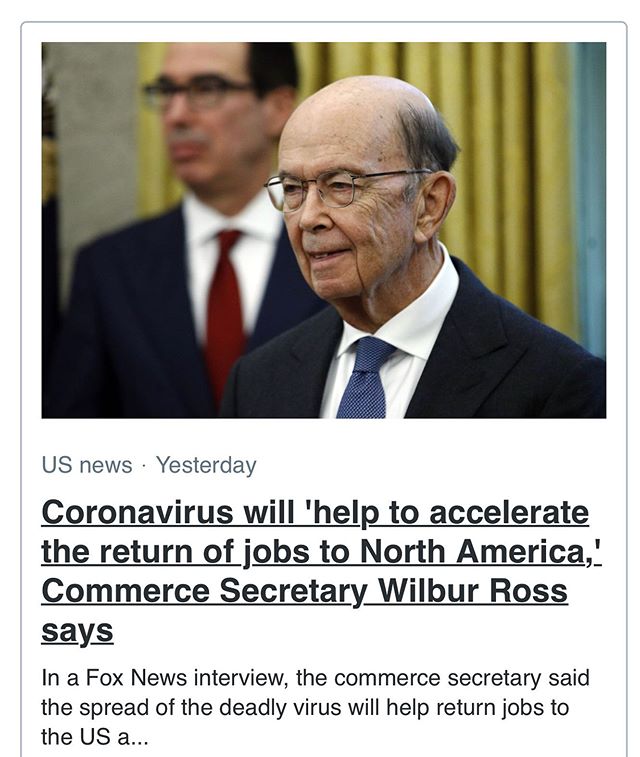 US news · Yesterday
Coronavirus will 'help to accelerate
the return of jobs to North America,'
Commerce Secretary Wilbur Ross
says
In a Fox News interview, the commerce secretary said
the spread of the deadly virus will help return jobs to
the US a...